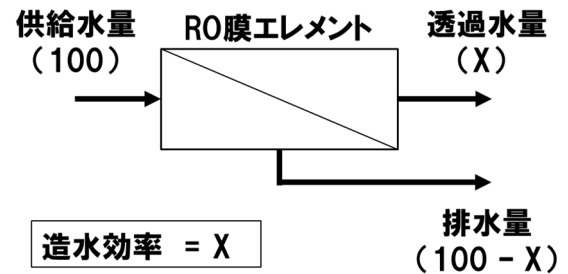 供給水量
（100）
RO膜エレメント
透過水量
（X）
排水量
（100 - X）
造水効率 = X